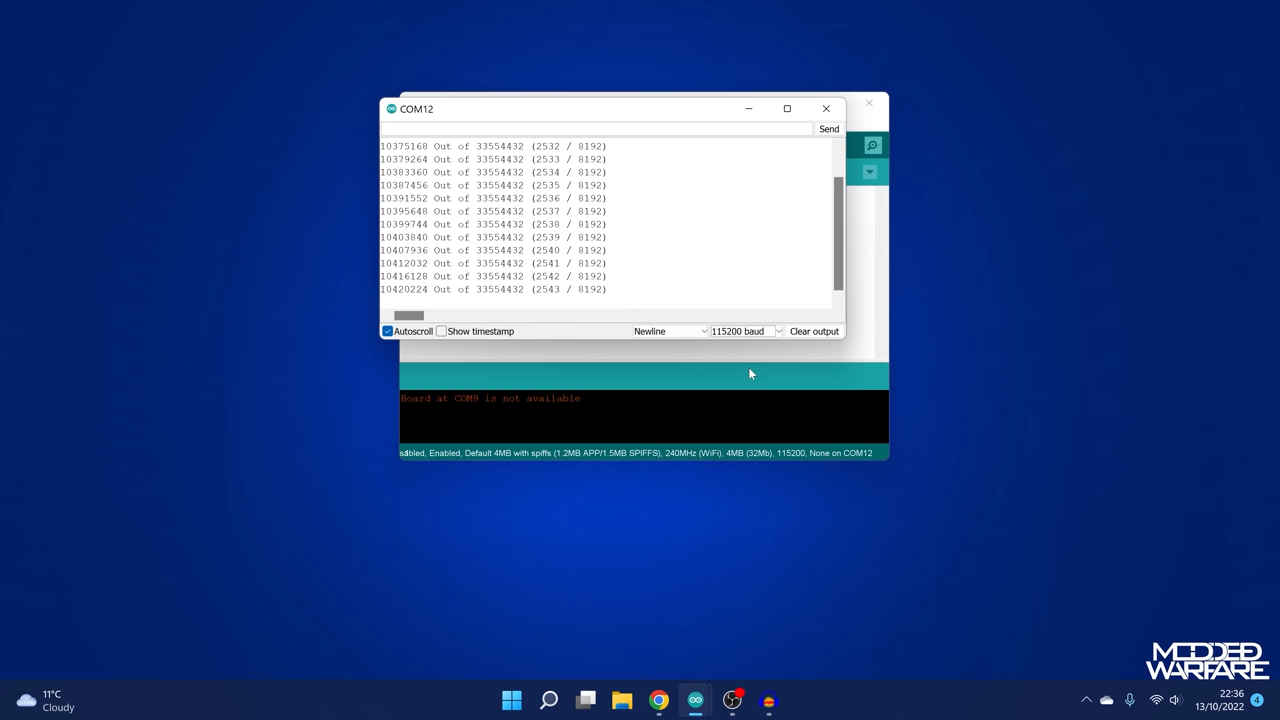 COM12
Send
10375168 Out of 33554432 (2532 / 8192)
10379264 Out of 33554432 (2533 / 8192)
10383360 Out of 33554432 (2534 / 8192)
10387456 Out of 33554432 (2535 / 8192)
10391552 Out of 33554432 (2536 / 8192)
10395648 Out of 33554432 (2537 / 8192)
10399744 Out of 33554432 (2538 / 8192)
10403840 Out of 33554432 (2539 / 8192)
10407936 Out of 33554432 (2540 / 8192)
10412032 Out of 33554432 (2541 / 8192)
10416128 Out of 33554432 (2542 / 8192)
10420224 Out of 33554432 (2543 / 8192)
Autoscroll Show timestamp Newline 115200 baud Clear output
Board at COM9 is not available
Enabled, Default 4MB with spiffs (1.2MB APP/1.5MB SPIFFS), 240MHz (WiFi), 4MB (32Mb), 115200, None on COM12
MODDED
WARFARE
11°C
Cloudy
22:36
13/10/2022
4